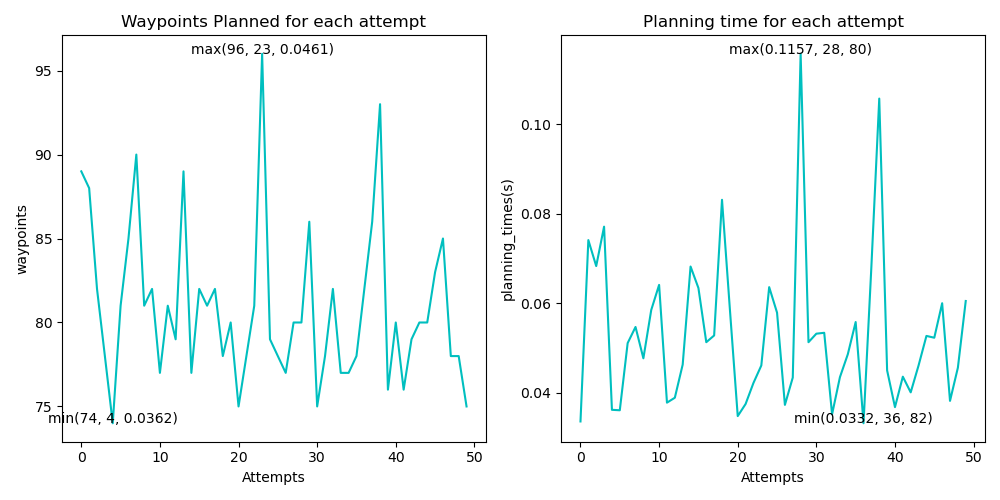 Waypoints Planned for each attempt
max(96, 23, 0.0461)
95
90
85
80
75
waypoints
min(74, 4, 0.0362)
0 10 20 30 40 50
Attempts
Planning time for each attempt
max(0.1157, 28, 80)
0.10
0.08
0.06
0.04
planning_times(s)
min(0.0332, 36, 82)
0 10 20 30 40 50
Attempts